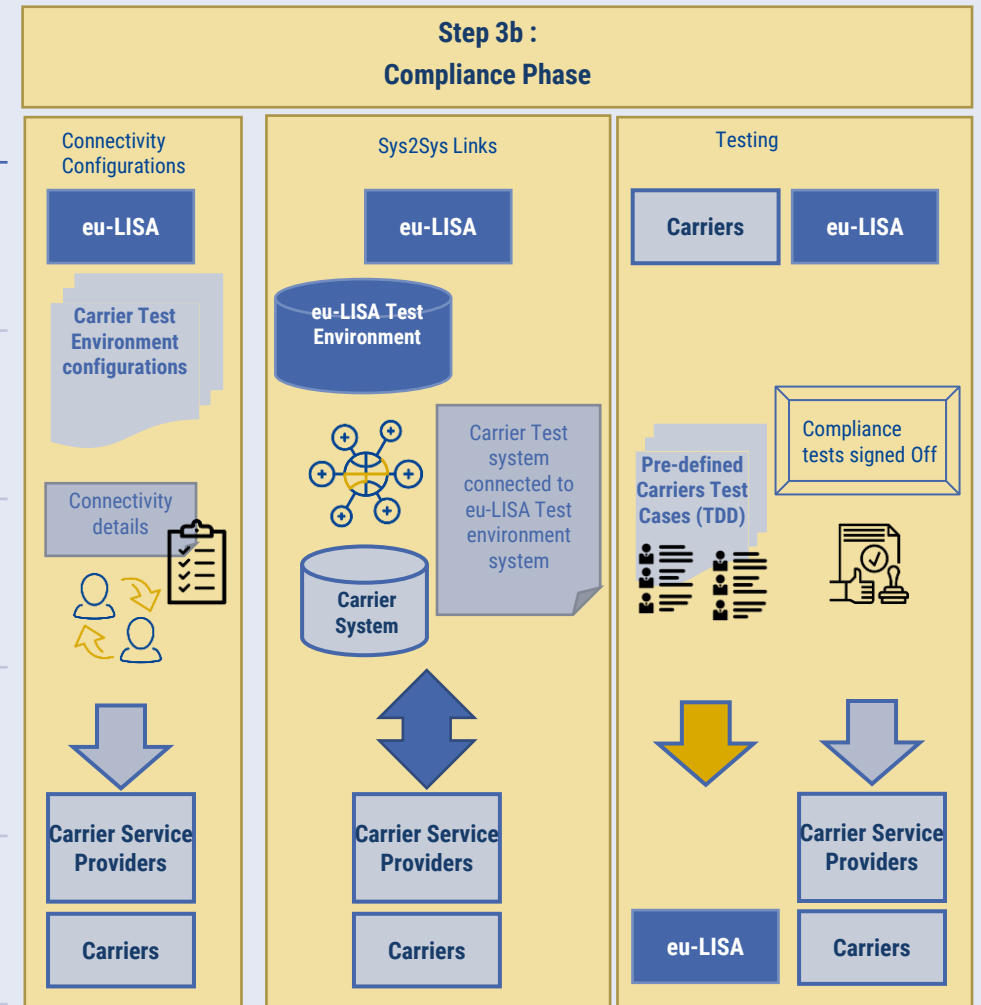 Step 3b :
Compliance Phase
Connectivity
Configurations
eu-LISA
Carrier Test
Environment
configurations
Connectivity
details
Carrier Service
Providers
Carriers
Sys2Sys Links
eu-LISA
eu-LISA Test
Environment
Carrier Test
system
connected to
eu-LISA Test
environment
system
Carrier
System
Carrier Service
Providers
Carriers
Testing
Carriers
eu-LISA
Pre-defined
Carriers Test
Cases (TDD)
Compliance
tests signed Off
eu-LISA
Carrier Service
Providers
Carriers